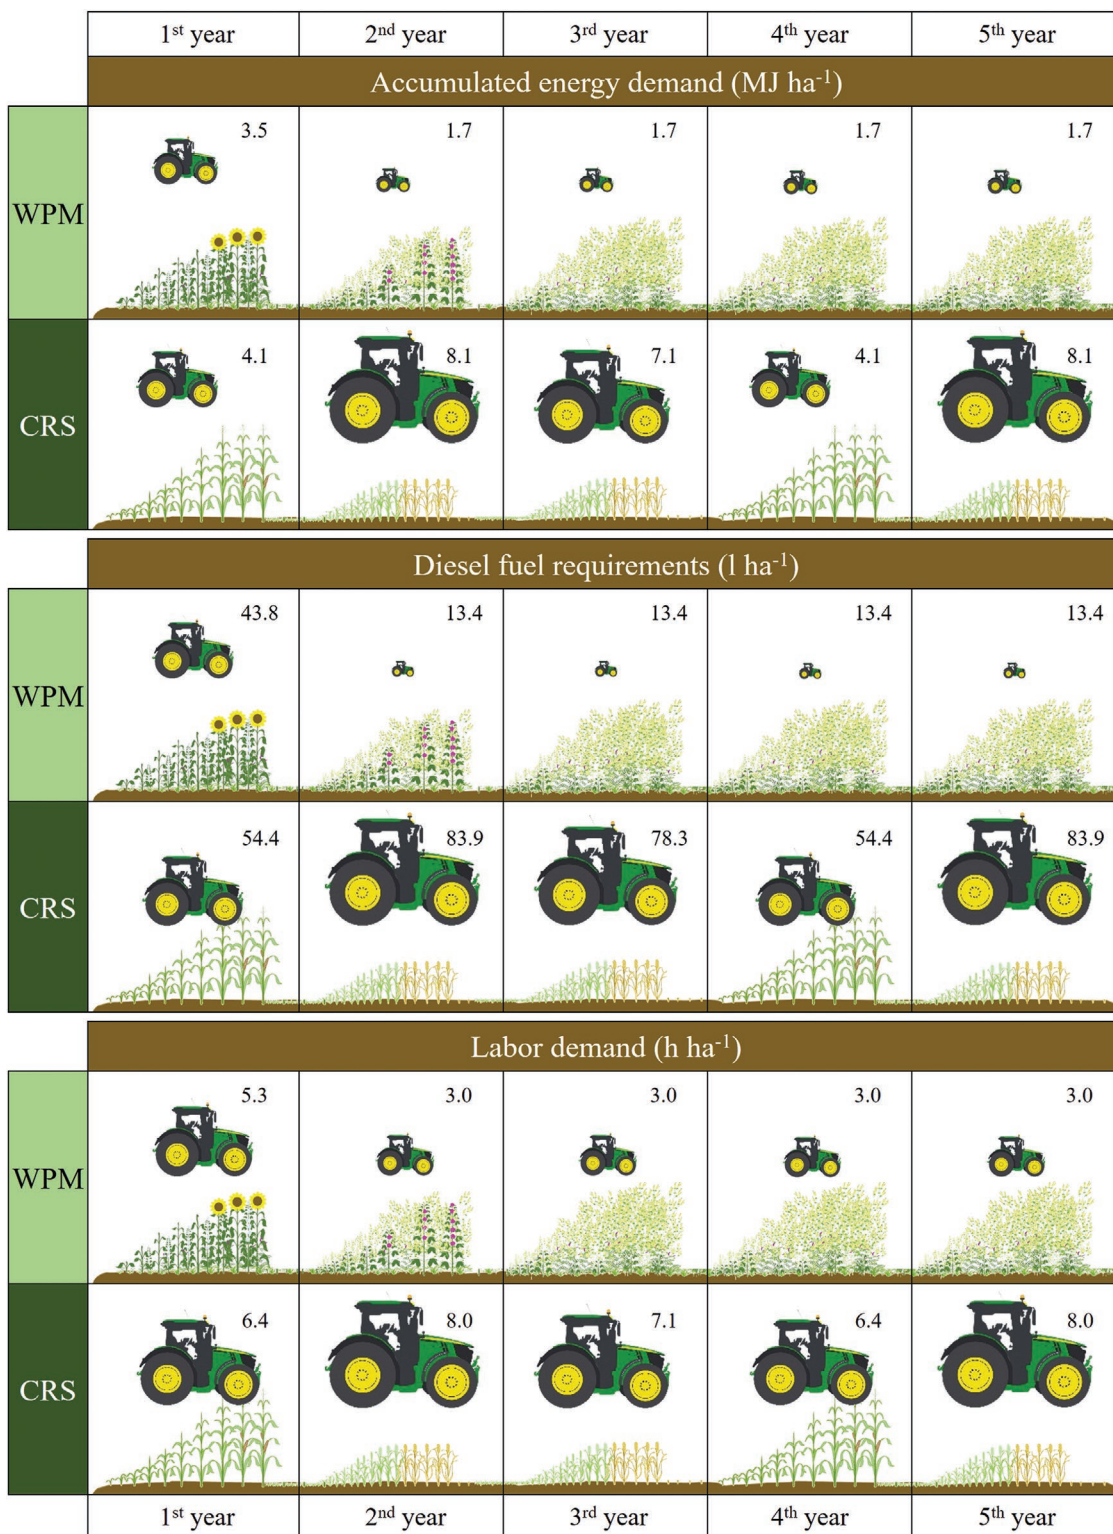 1st year 2nd year 3rd year 4th year 5th year
Accumulated energy demand (MJ ha-1)
WPM 3.5 1.7 1.7 1.7 1.7
CRS 4.1 8.1 7.1 4.1 8.1
Diesel fuel requirements (l ha-1)
WPM 43.8 13.4 13.4 13.4 13.4
CRS 54.4 83.9 78.3 54.4 83.9
Labor demand (h ha-1)
WPM 5.3 3.0 3.0 3.0 3.0
CRS 6.4 8.0 7.1 6.4 8.0
1st year 2nd year 3rd year 4th year 5th year